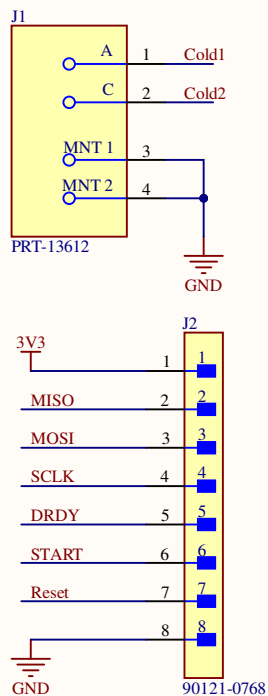 J1
A 1 Cold1
C 2 Cold2
MNT 1 3
MNT 2 4
PRT-13612
GND
J2
3V3
1 1
MISO 2 2
MOSI 3 3
SCLK 4 4
DRDY 5 5
START 6 6
Reset 7 7
8 8
GND
90121-0768